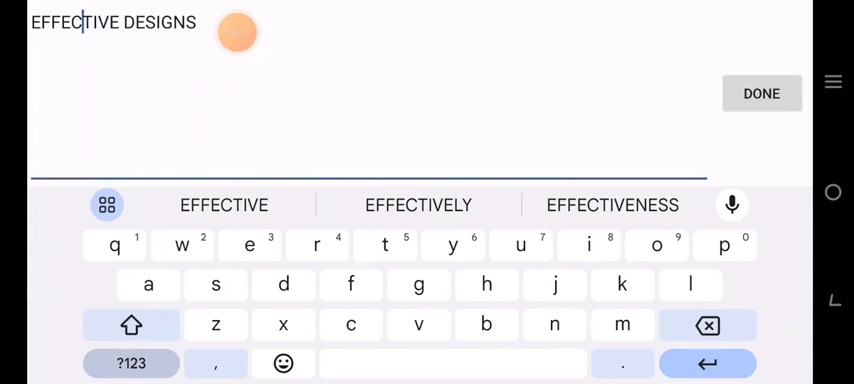 EFFECTIVE DESIGNS
DONE
EFFECTIVE EFFECTIVELY EFFECTIVENESS
q 1 w 2 e 3 r 4 t 5 y 6 u 7 i 8 o 9 p 0
a s d f g h j k l
z x c v b n m
?123 , .